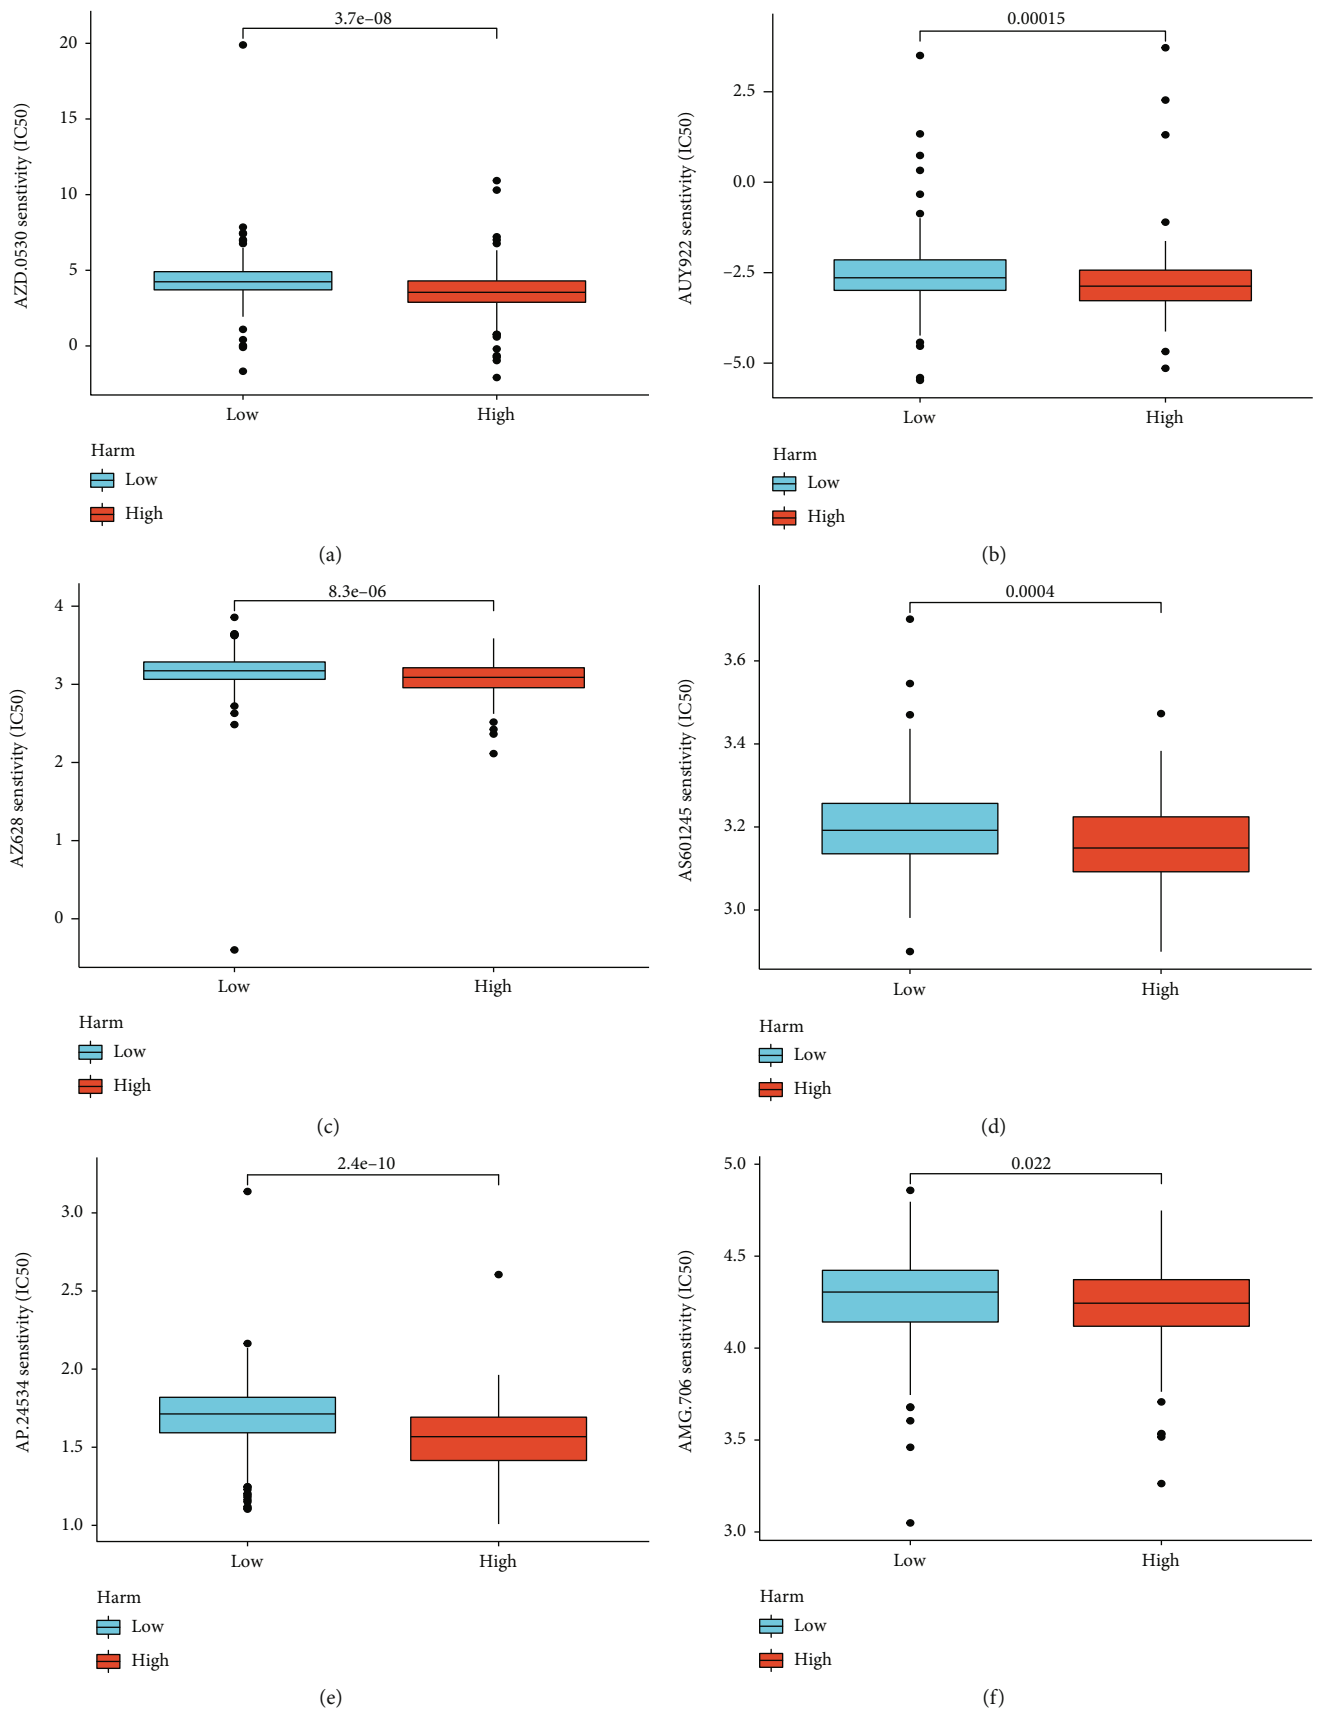 3.7e–08
20
15
10
5
0
AZD.0530 senstivity (IC50)
Low
High
Harm
Low
High
(a)
0.00015
2.5
0.0
–2.5
–5.0
AUY922 senstivity (IC50)
Low
High
Harm
Low
High
(b)
8.3e–06
4
3
2
1
0
AZ628 senstivity (IC50)
Low
High
Harm
Low
High
(c)
0.0004
3.6
3.4
3.2
3.0
AS601245 senstivity (IC50)
Low
High
Harm
Low
High
(d)
2.4e–10
3.0
2.5
2.0
1.5
1.0
AP.24534 senstivity (IC50)
Low
High
Harm
Low
High
(e)
0.022
5.0
4.5
4.0
3.5
3.0
AMG.706 senstivity (IC50)
Low
High
Harm
Low
High
(f)